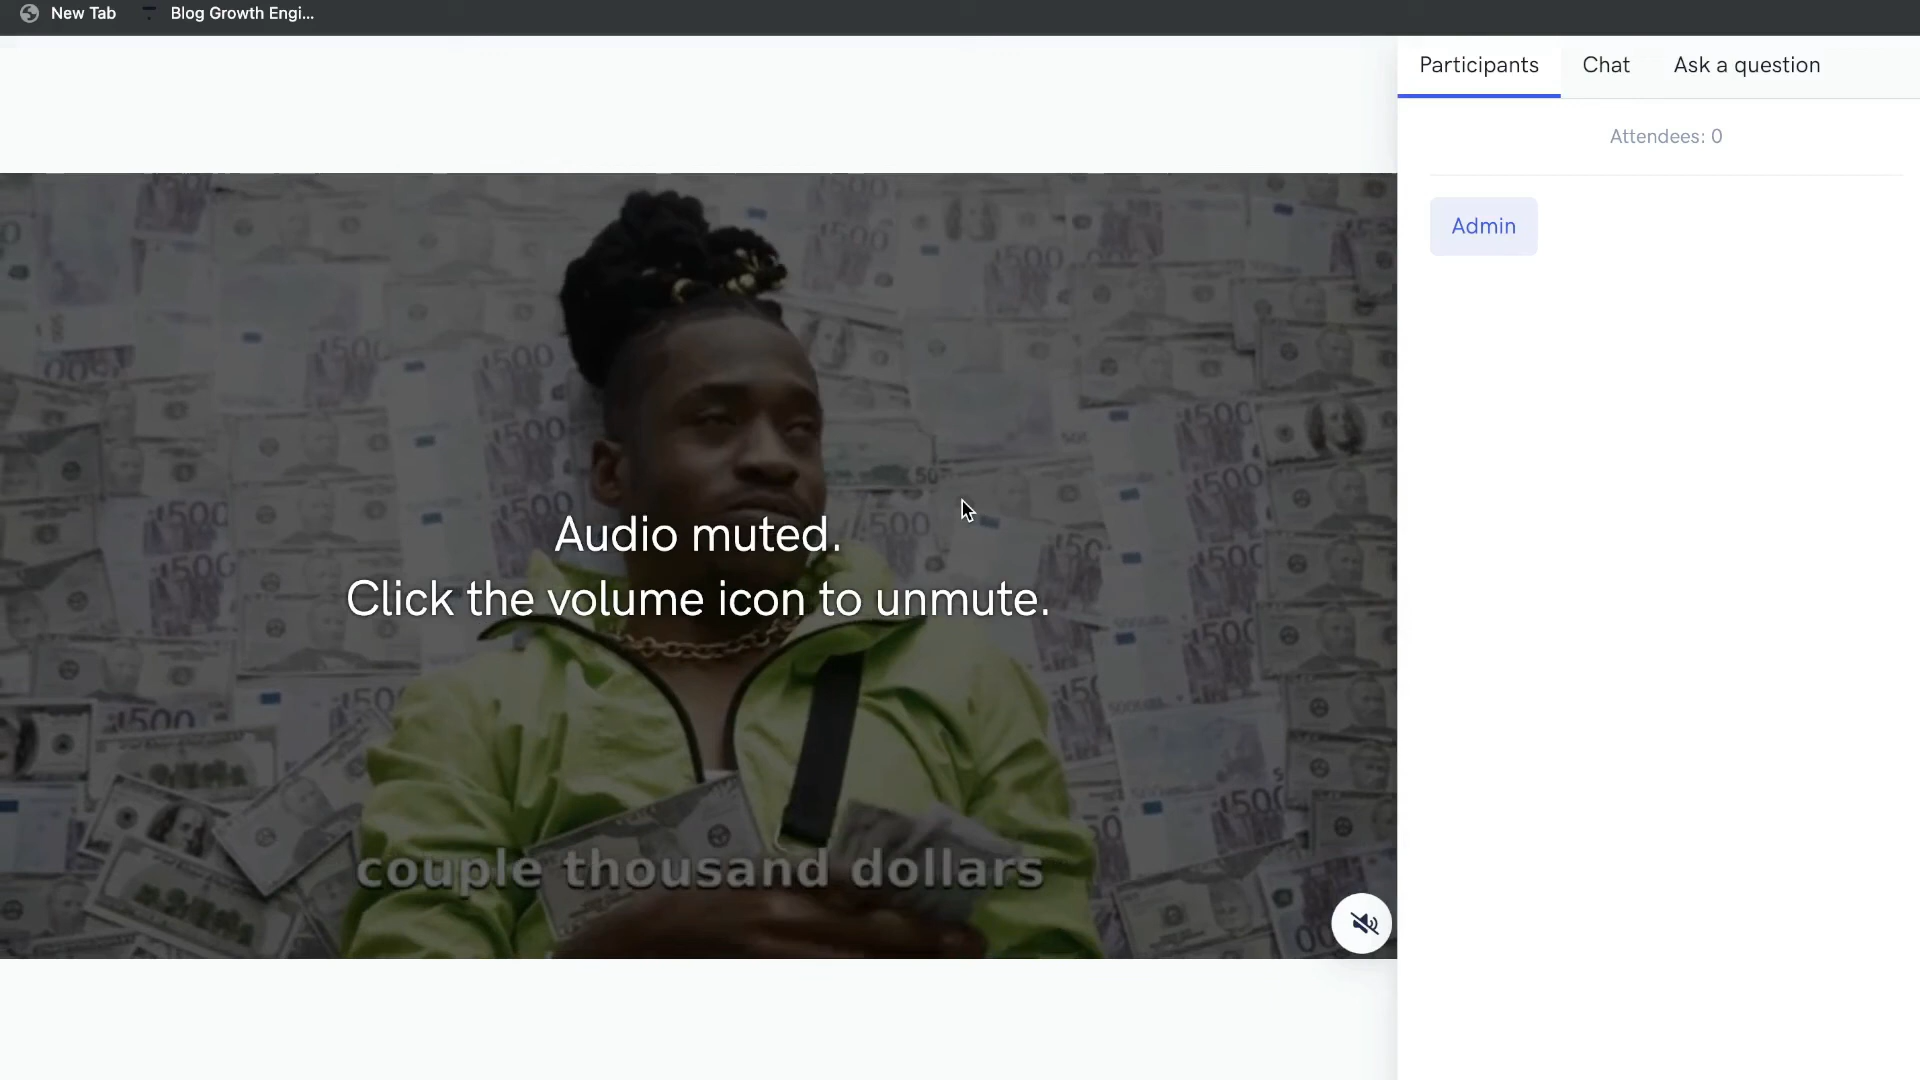 New Tab
Blog Growth Engi...
Participants
Chat
Ask a question
Attendees: 0
Admin
Audio muted.
Click the volume icon to unmute.
couple thousand dollars